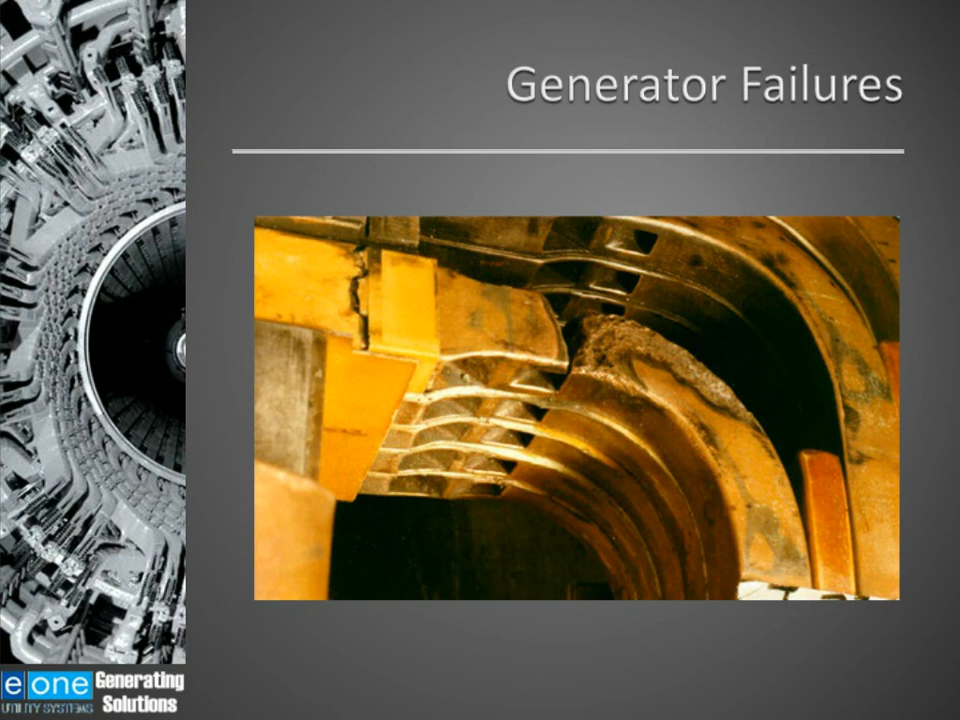 Generator Failures
e one Generating
UTILITY SYSTEMS Solutions